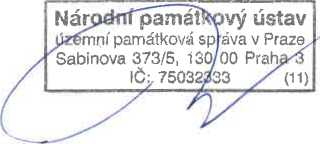 Národní památkový ústav
územní památková správa v Praze
Sabinova 373/5, 130 00 Praha 3
IČ: 75032333 (11)